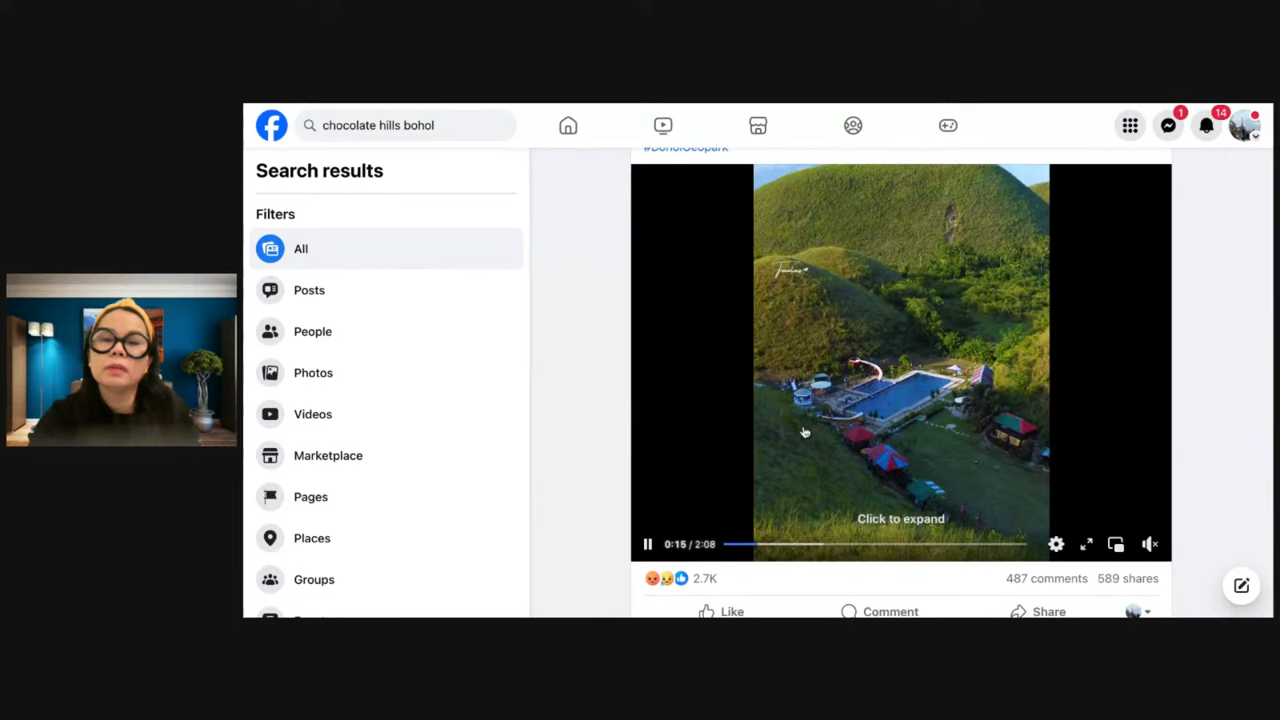 chocolate hills bohol
1
14
Search results
Filters
All
Posts
People
Photos
Videos
Marketplace
Pages
Places
Groups
Click to expand
0:15 / 2:08
2.7K
487 comments
589 shares
Like
Comment
Share